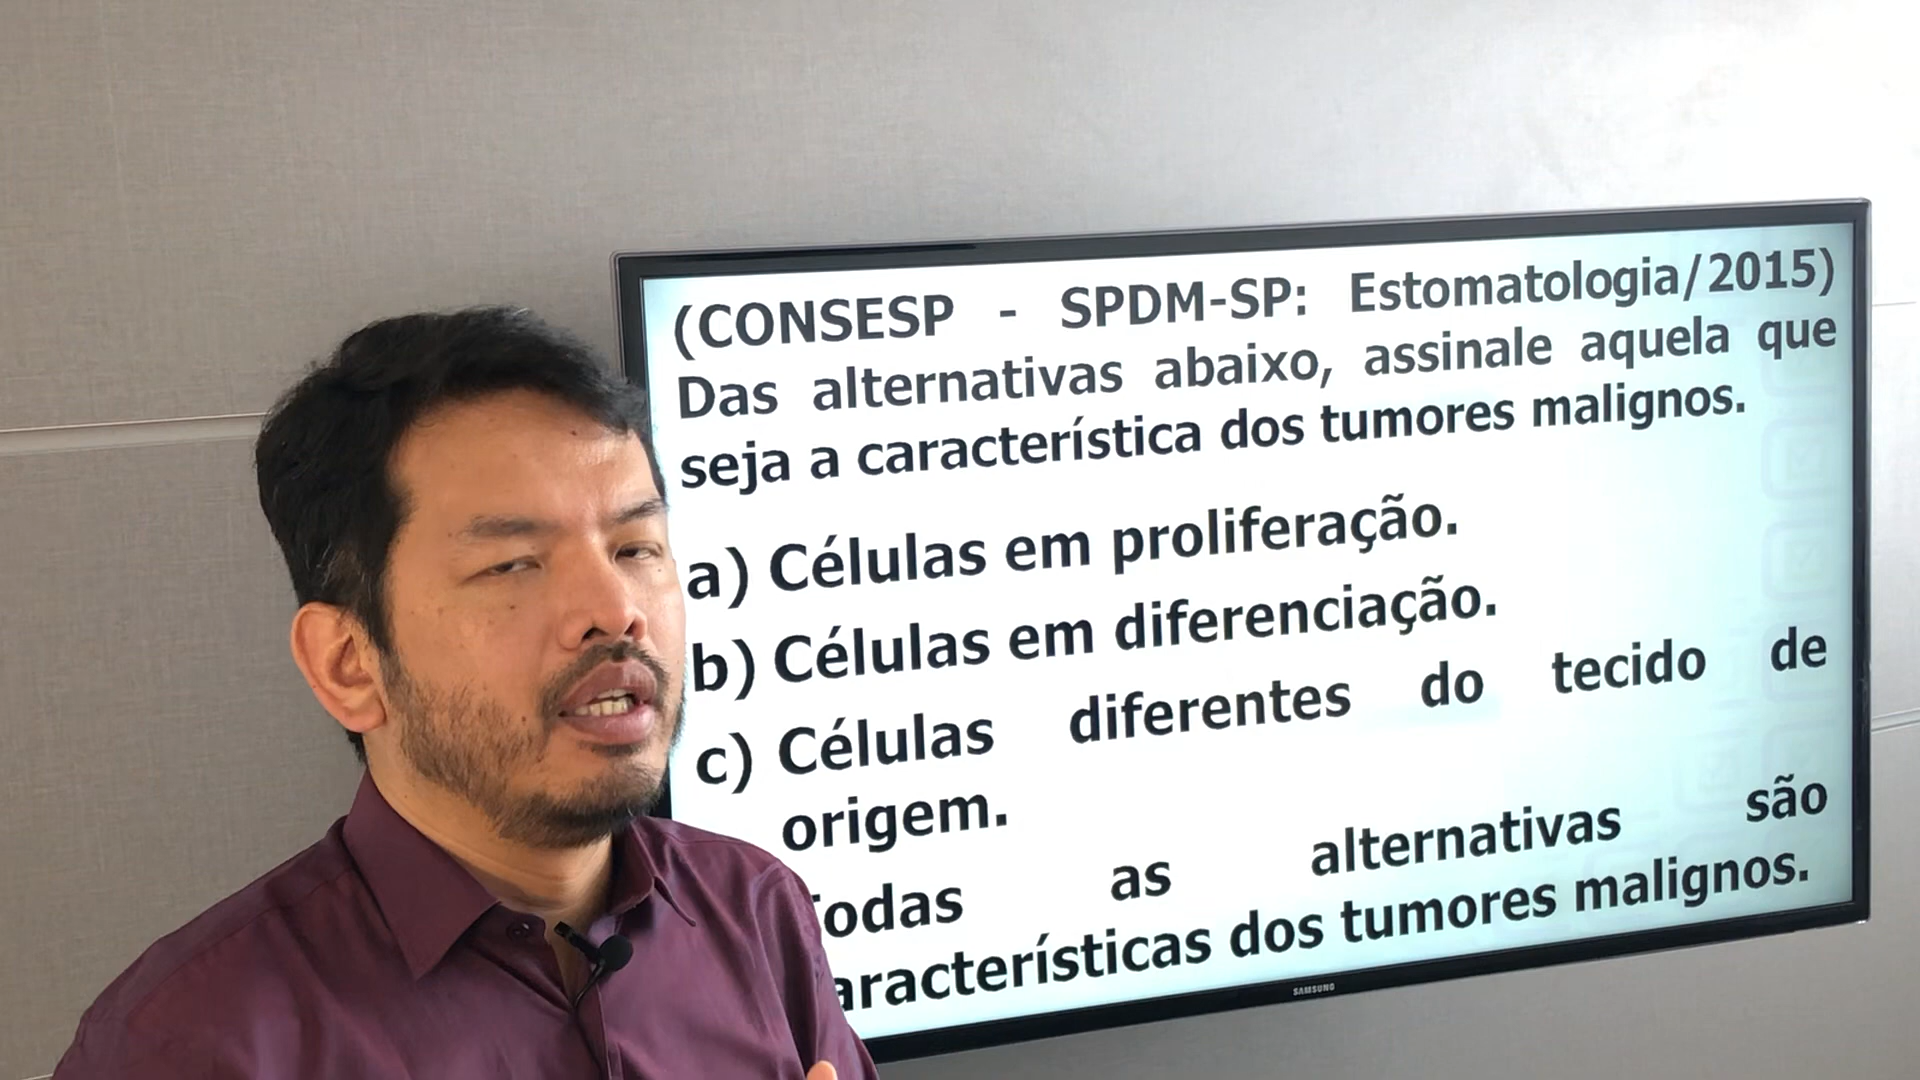 (CONSESP - SPDM-SP: Estomatologia/2015)
Das alternativas abaixo, assinale aquela que
seja a característica dos tumores malignos.
a) Células em proliferação.
b) Células em diferenciação.
c) Células diferentes do tecido de
origem.
odas as alternativas são
aracterísticas dos tumores malignos.
SAMSUNG